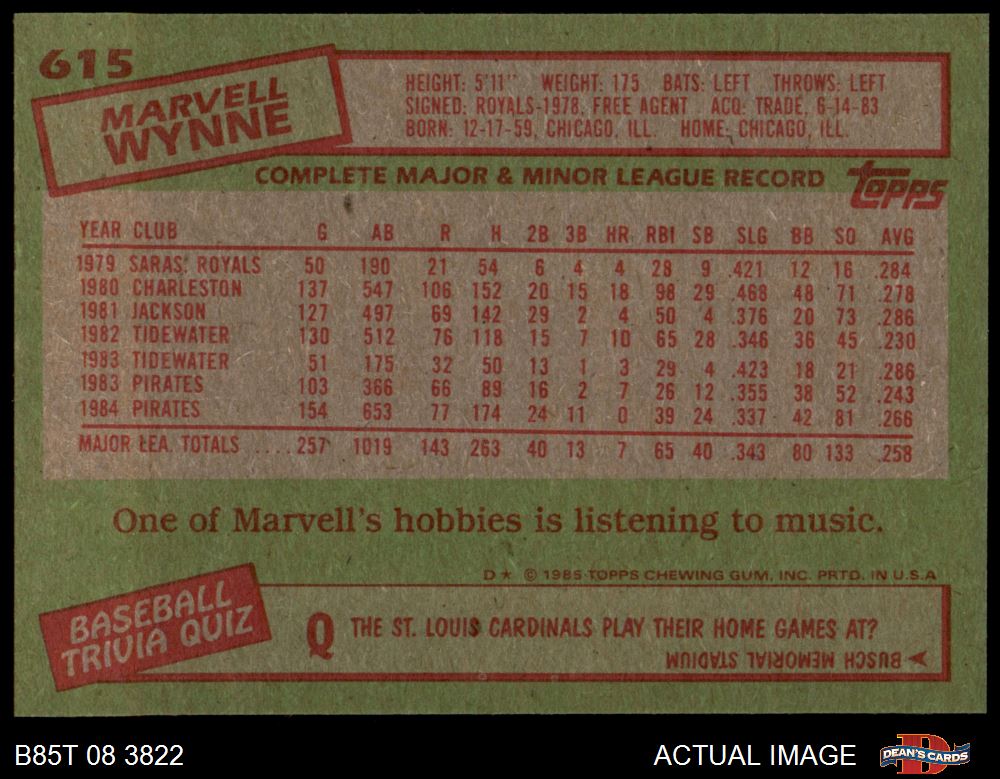 615
MARVELL
WYNNE
HEIGHT: 5'11" WEIGHT: 175 BATS: LEFT THROWS: LEFT
SIGNED: ROYALS-1978, FREE AGENT ACQ: TRADE, 6-14-83
BORN: 12-17-59, CHICAGO, ILL. HOME: CHICAGO, ILL.
COMPLETE MAJOR & MINOR LEAGUE RECORD topps
YEAR CLUB G AB R H 2B 3B HR RBI SB SLG BB SO AVG
1979 SARAS. ROYALS 50 190 21 54 6 4 4 28 9 .421 12 16 .284
1980 CHARLESTON 137 547 106 152 20 15 18 98 29 .468 48 71 .278
1981 JACKSON 127 497 69 142 29 2 4 50 4 .376 20 73 .286
1982 TIDEWATER 130 512 76 118 15 7 10 65 28 .346 36 45 .230
1983 TIDEWATER 51 175 32 50 13 1 3 29 4 .423 18 21 .286
1983 PIRATES 103 366 66 89 16 2 7 26 12 .355 38 52 .243
1984 PIRATES 154 653 77 174 24 11 0 39 24 .337 42 81 .266
MAJOR LEA. TOTALS ....257 1019 143 263 40 13 7 65 40 .343 80 133 .258
One of Marvell's hobbies is listening to music.
D★ © 1985 TOPPS CHEWING GUM, INC. PRTD. IN U.S.A
BASEBALL
TRIVIA QUIZ
Q THE ST. LOUIS CARDINALS PLAY THEIR HOME GAMES AT?
BUSCH MEMORIAL STADIUM
B85T 08 3822
ACTUAL IMAGE
D
DEAN'S CARDS